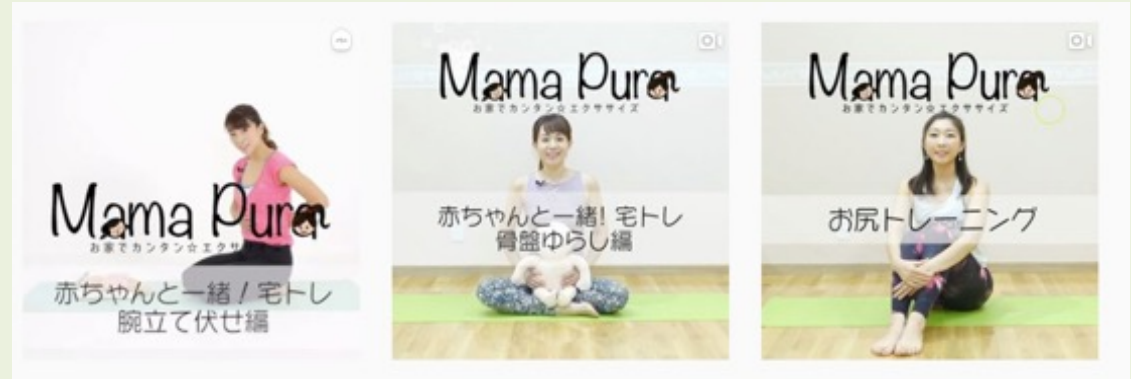 Mama Pura
お家でカンタン☆エクサ
赤ちゃんと一緒!宅トレ
腕立て伏せ編
Mama Pura
お家でカンタン☆エクササイズ
赤ちゃんと一緒!宅トレ
骨盤ゆらし編
Mama Pura
お家でカンタン☆エクササイズ
お尻トレーニング